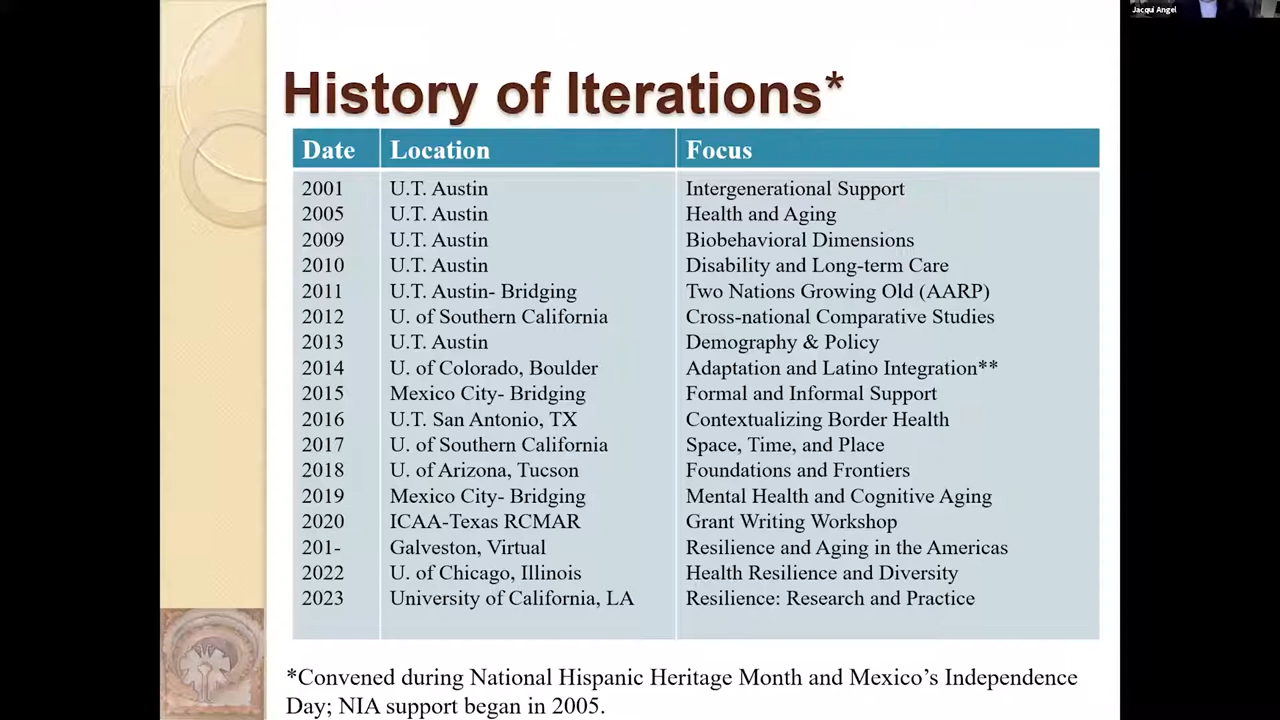 Jacqui Angel
History of Iterations*
Date Location Focus
2001 U.T. Austin Intergenerational Support
2005 U.T. Austin Health and Aging
2009 U.T. Austin Biobehavioral Dimensions
2010 U.T. Austin Disability and Long-term Care
2011 U.T. Austin- Bridging Two Nations Growing Old (AARP)
2012 U. of Southern California Cross-national Comparative Studies
2013 U.T. Austin Demography & Policy
2014 U. of Colorado, Boulder Adaptation and Latino Integration**
2015 Mexico City- Bridging Formal and Informal Support
2016 U.T. San Antonio, TX Contextualizing Border Health
2017 U. of Southern California Space, Time, and Place
2018 U. of Arizona, Tucson Foundations and Frontiers
2019 Mexico City- Bridging Mental Health and Cognitive Aging
2020 ICAA-Texas RCMAR Grant Writing Workshop
201- Galveston, Virtual Resilience and Aging in the Americas
2022 U. of Chicago, Illinois Health Resilience and Diversity
2023 University of California, LA Resilience: Research and Practice
*Convened during National Hispanic Heritage Month and Mexico’s Independence
Day; NIA support began in 2005.